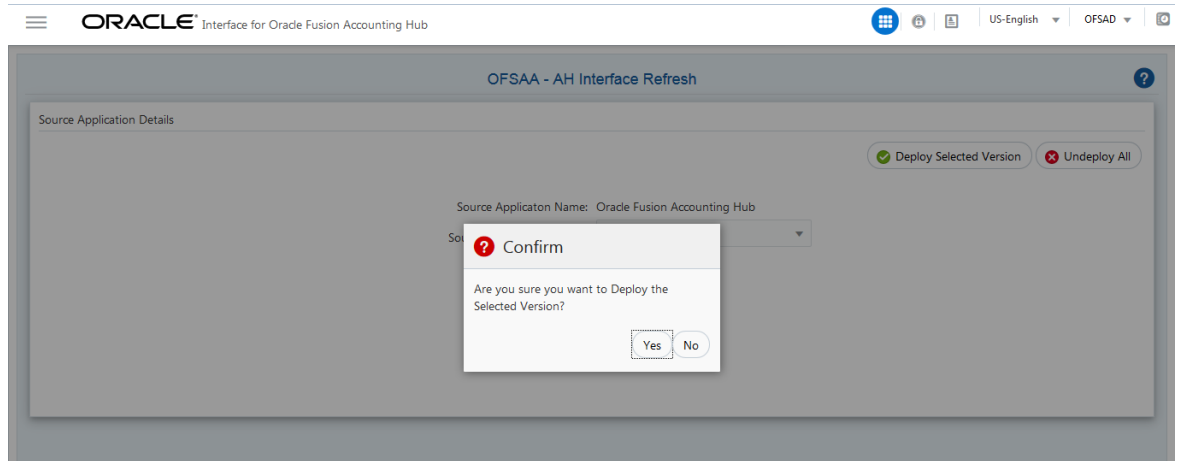 ORACLE® Interface for Oracle Fusion Accounting Hub
US-English
OFSAD
OFSAA - AH Interface Refresh
?
Source Application Details
Deploy Selected Version
Undeploy All
Source Applicaton Name: Oracle Fusion Accounting Hub
Sou
? Confirm
Are you sure you want to Deploy the
Selected Version?
Yes No